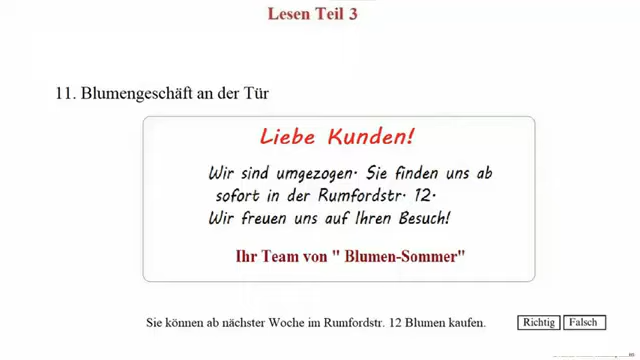 Lesen Teil 3
11. Blumengeschäft an der Tür
Liebe Kunden!
Wir sind umgezogen. Sie finden uns ab
sofort in der Rumfordstr. 12.
Wir freuen uns auf Ihren Besuch!
Ihr Team von " Blumen-Sommer"
Sie können ab nächster Woche im Rumfordstr. 12 Blumen kaufen. Richtig Falsch